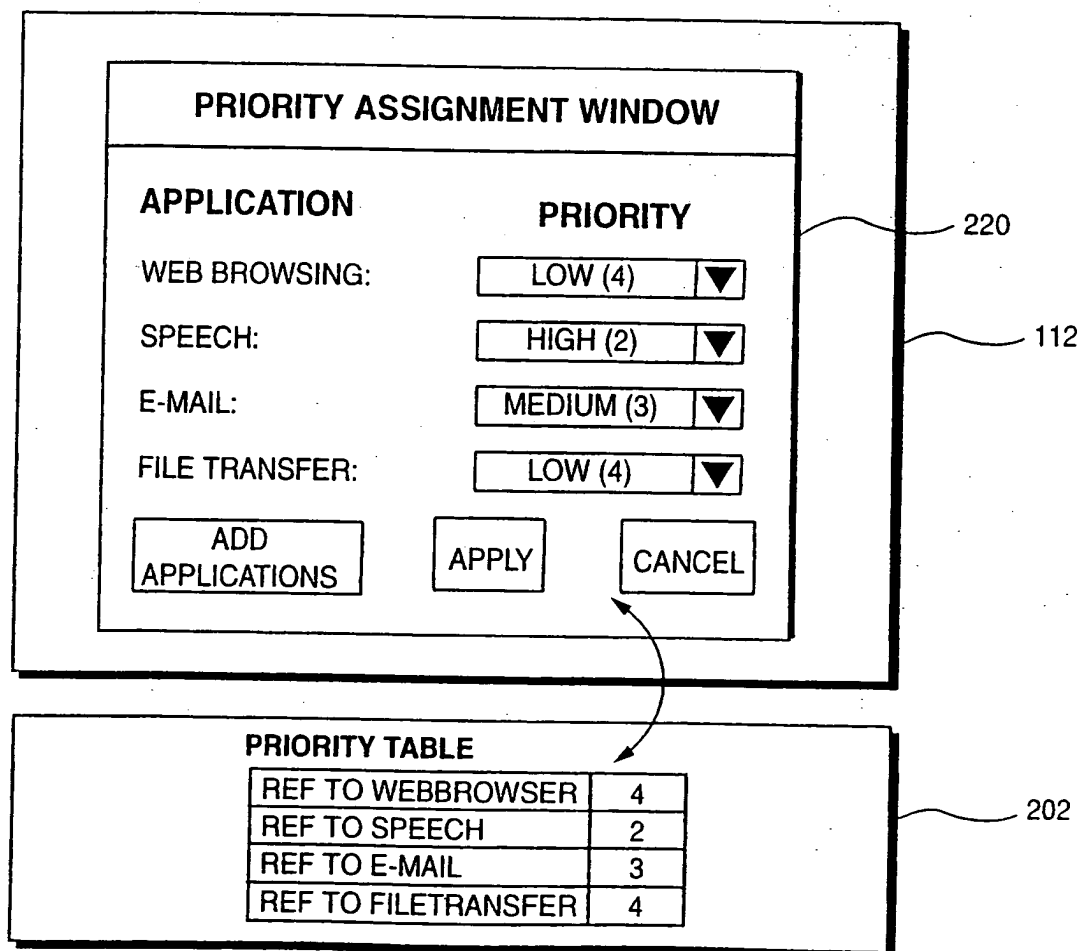 PRIORITY ASSIGNMENT WINDOW
APPLICATION PRIORITY
WEB BROWSING: LOW (4)
SPEECH: HIGH (2)
E-MAIL: MEDIUM (3)
FILE TRANSFER: LOW (4)
ADD
APPLICATIONS
APPLY
CANCEL
220
112
PRIORITY TABLE
REF TO WEBBROWSER 4
REF TO SPEECH 2
REF TO E-MAIL 3
REF TO FILETRANSFER 4
202